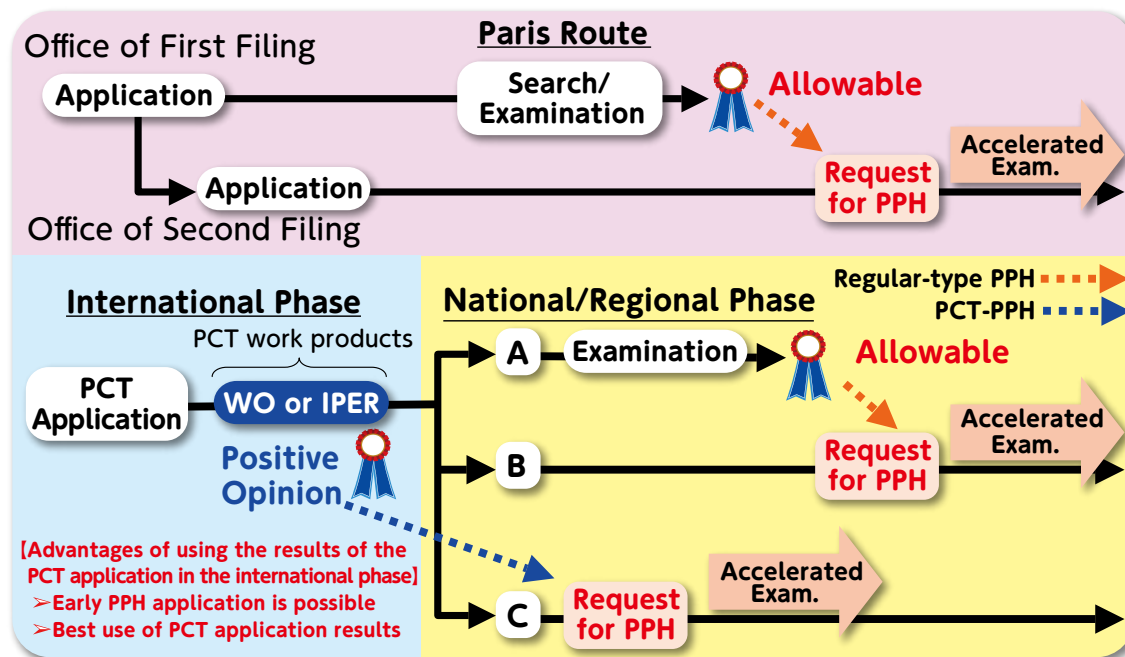 Paris Route
Office of First Filing
Application
Search/
Examination
Allowable
Application
Request
for PPH
Accelerated
Exam.
Office of Second Filing
International Phase
PCT work products
PCT
Application
WO or IPER
Positive
Opinion
【Advantages of using the results of the
PCT application in the international phase】
➢Early PPH application is possible
➢Best use of PCT application results
National/Regional Phase
Regular-type PPH
PCT-PPH
A
Examination
Allowable
B
Request
for PPH
Accelerated
Exam.
C
Request
for PPH
Accelerated
Exam.